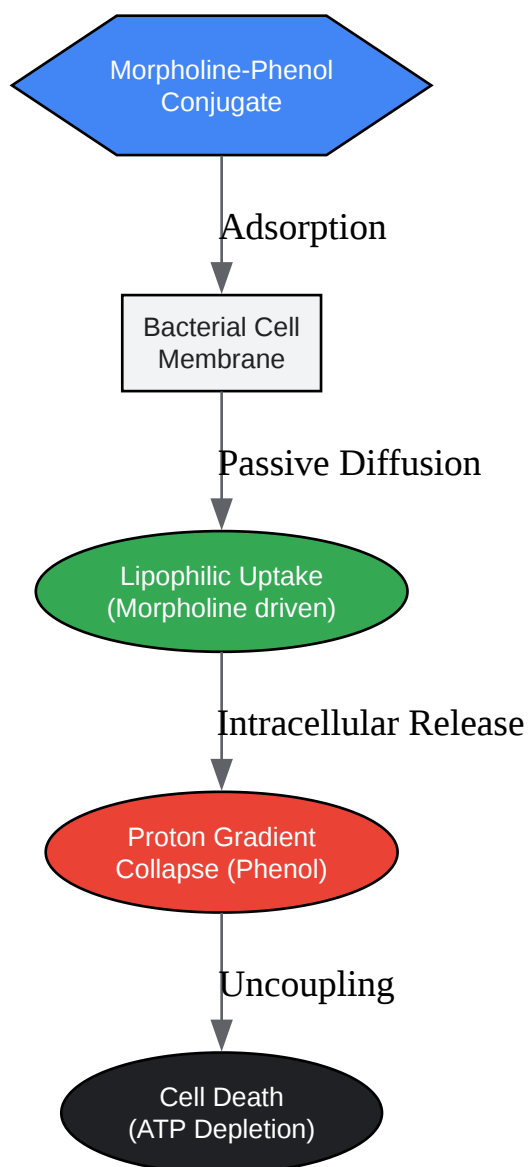 Morpholine-Phenol
Conjugate
Adsorption
Bacterial Cell
Membrane
Passive Diffusion
Lipophilic Uptake
(Morpholine driven)
Intracellular Release
Proton Gradient
Collapse (Phenol)
Uncoupling
Cell Death
(ATP Depletion)